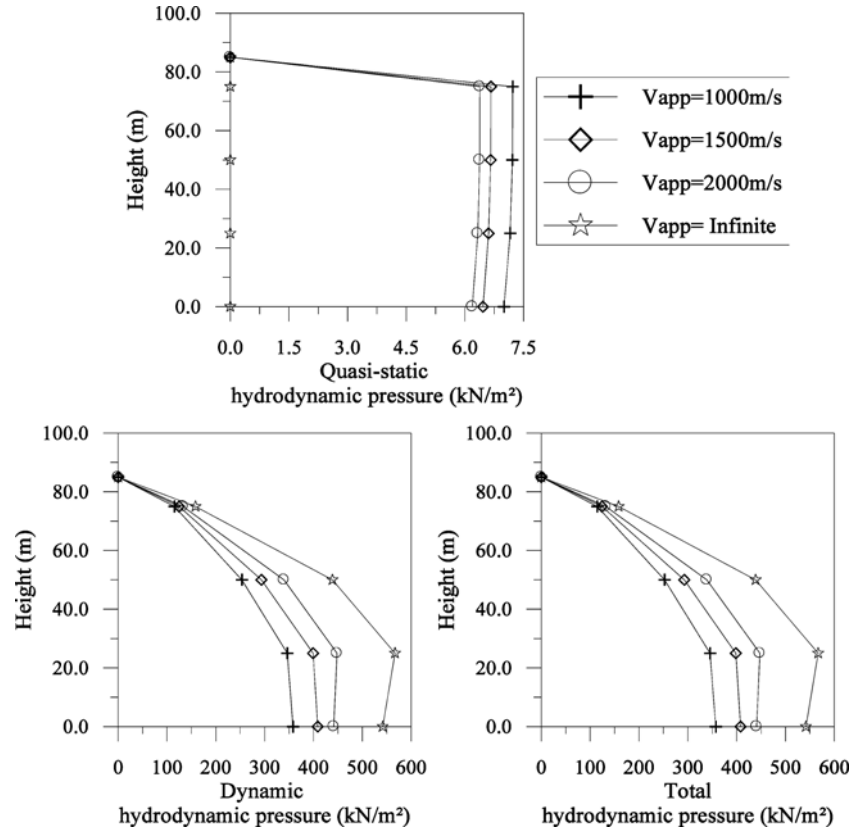 100.0
80.0
60.0
40.0
20.0
0.0
Height (m)
0.0 1.5 3.0 4.5 6.0 7.5
Quasi-static
hydrodynamic pressure (kN/m²)
Vapp=1000m/s
Vapp=1500m/s
Vapp=2000m/s
Vapp= Infinite
100.0
80.0
60.0
40.0
20.0
0.0
Height (m)
0 100 200 300 400 500 600
Dynamic
hydrodynamic pressure (kN/m²)
100.0
80.0
60.0
40.0
20.0
0.0
Height (m)
0 100 200 300 400 500 600
Total
hydrodynamic pressure (kN/m²)